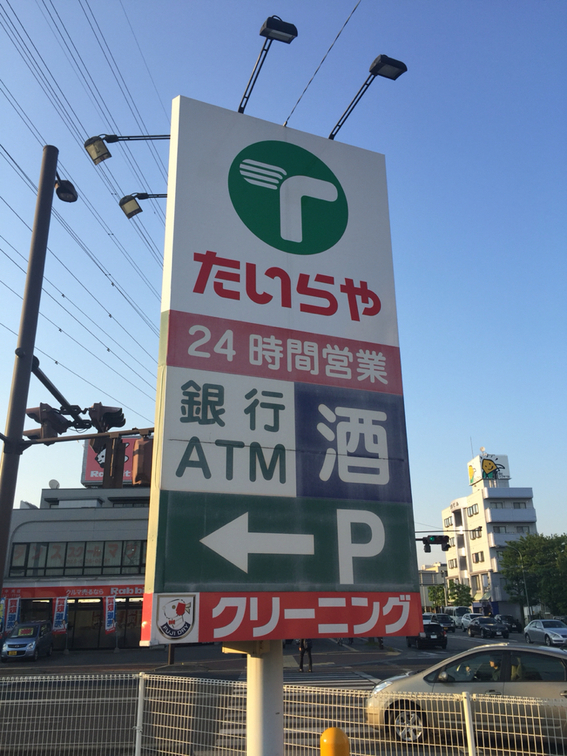 たいらや
24時間営業
銀行
ATM
酒
P
クリーニング
Rabbit